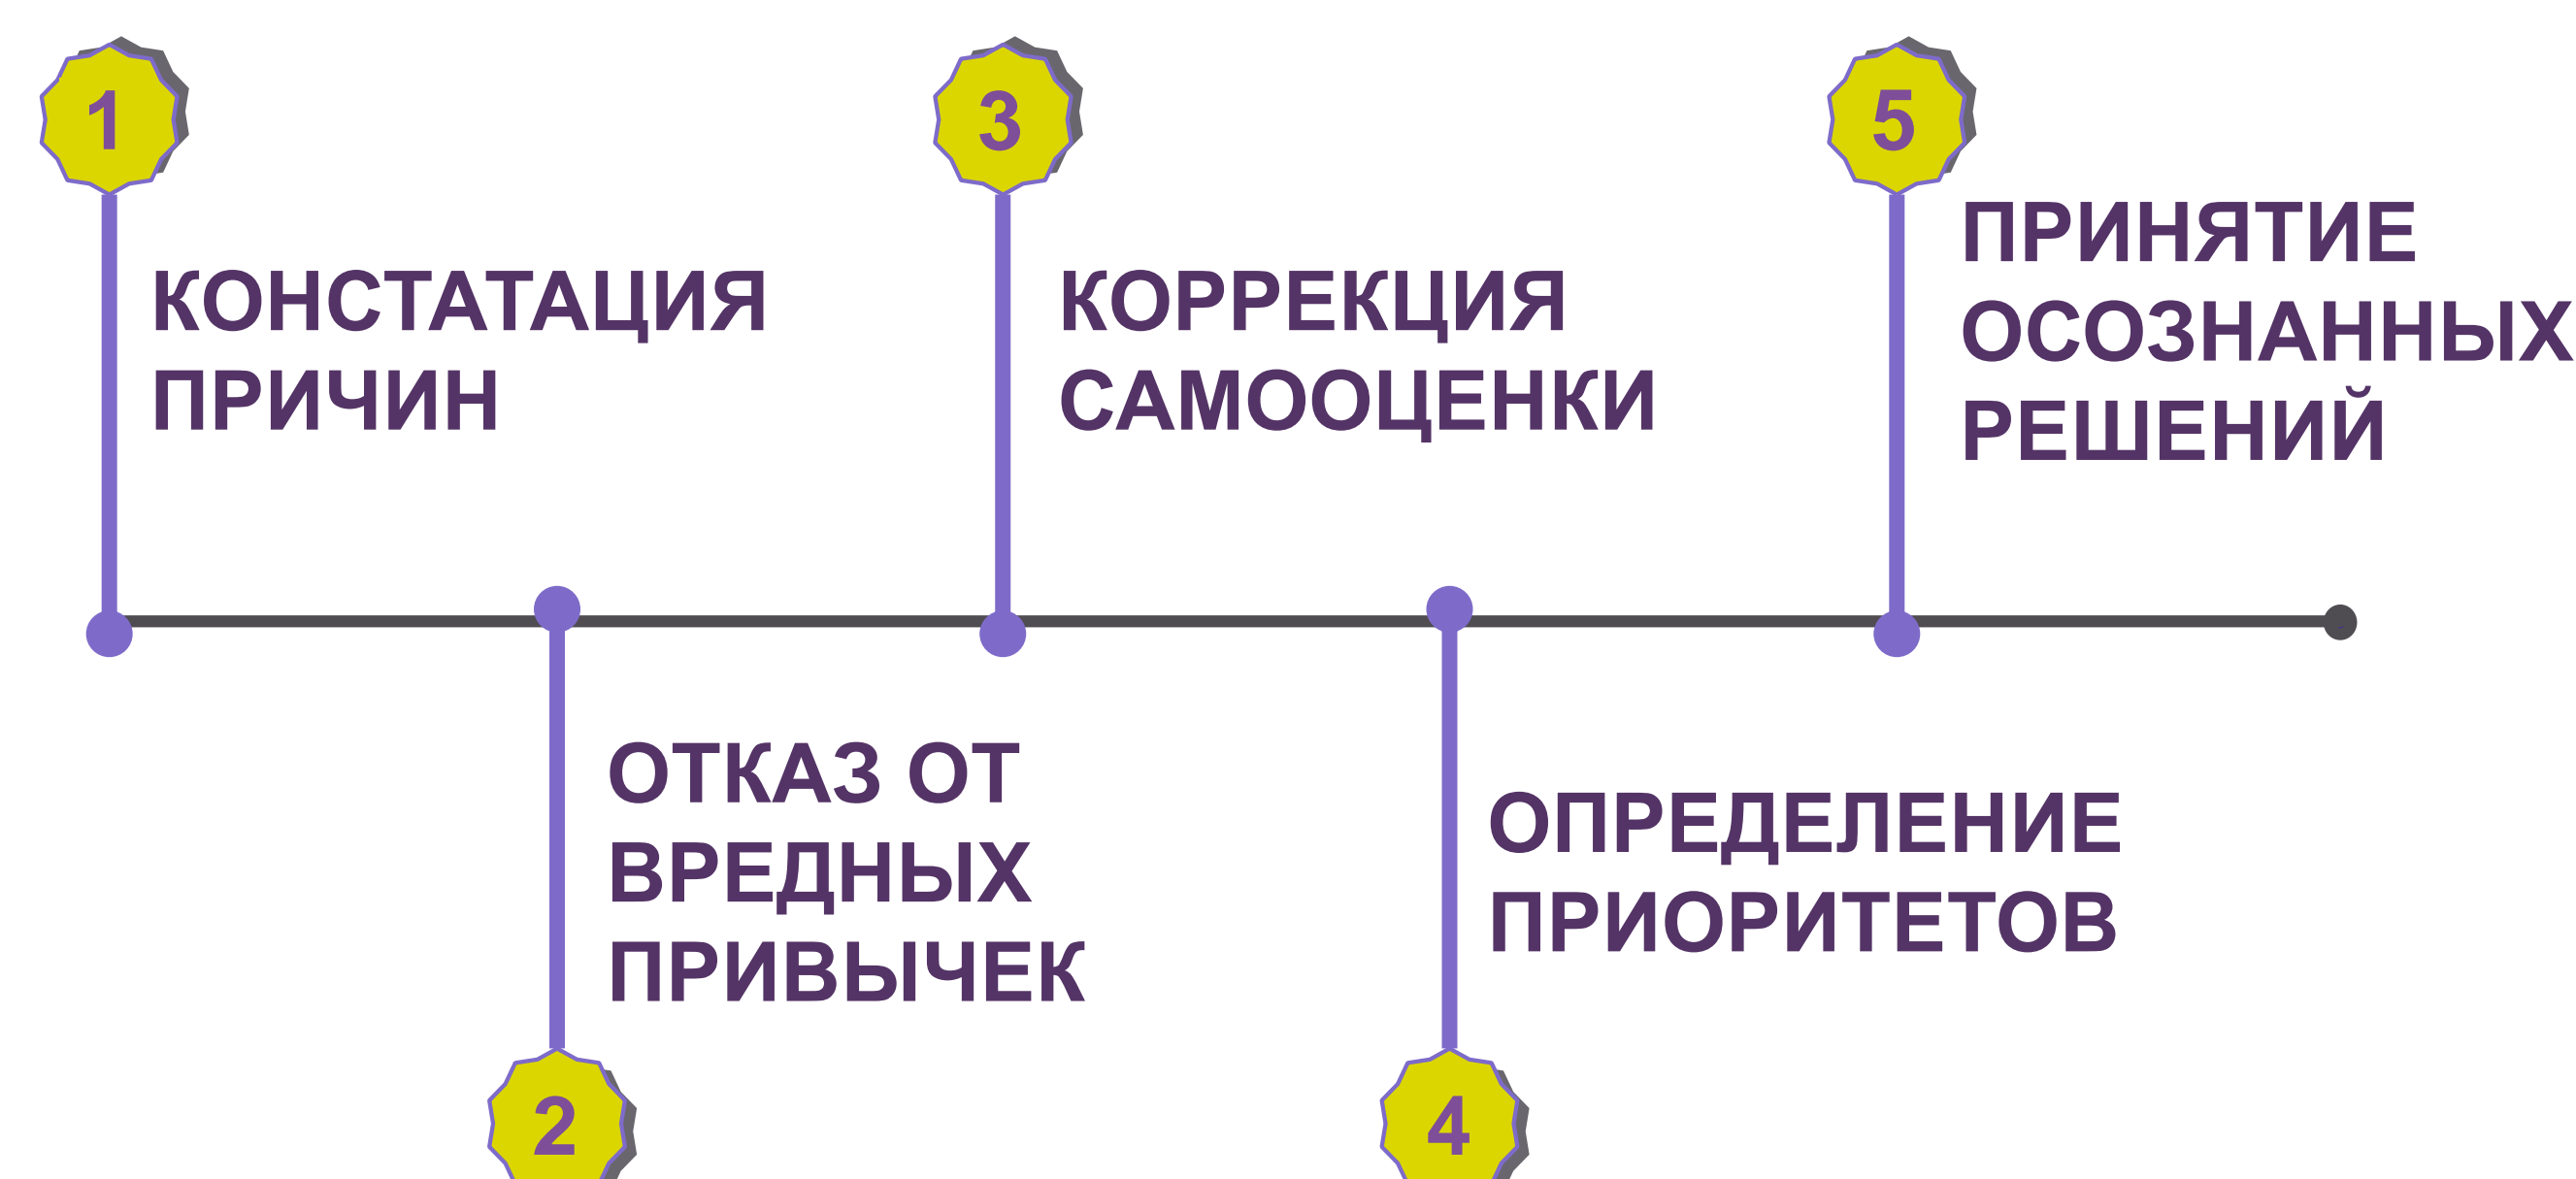 1
КОНСТАТАЦИЯ
ПРИЧИН
2
ОТКАЗ ОТ
ВРЕДНЫХ
ПРИВЫЧЕК
3
КОРРЕКЦИЯ
САМООЦЕНКИ
4
ОПРЕДЕЛЕНИЕ
ПРИОРИТЕТОВ
5
ПРИНЯТИЕ
ОСОЗНАННЫХ
РЕШЕНИЙ